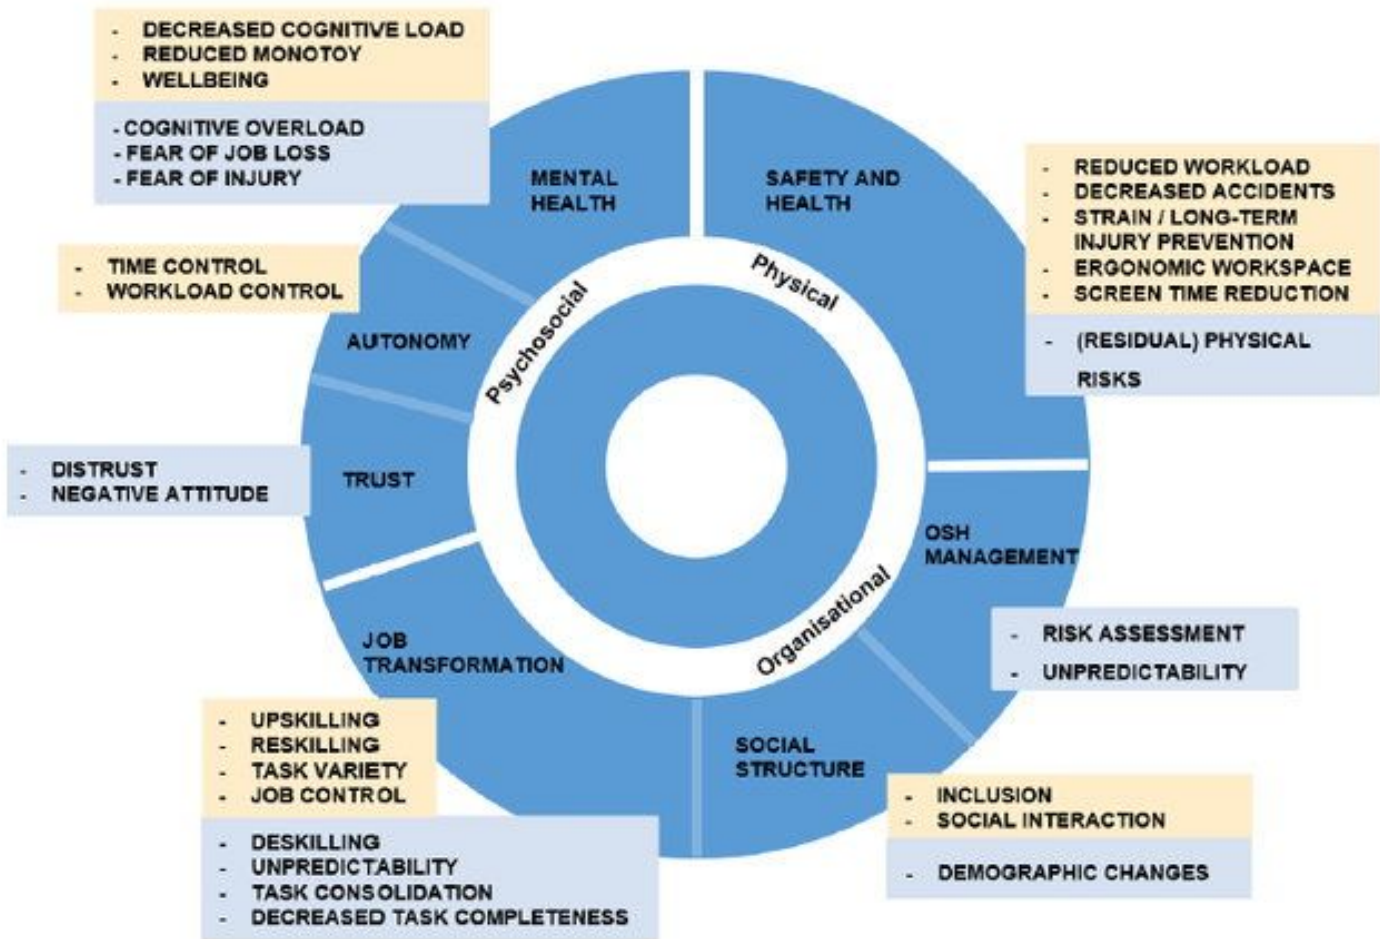 - DECREASED COGNITIVE LOAD
- REDUCED MONOTOY
- WELLBEING
- COGNITIVE OVERLOAD
- FEAR OF JOB LOSS
- FEAR OF INJURY
MENTAL
HEALTH
SAFETY AND
HEALTH
- REDUCED WORKLOAD
- DECREASED ACCIDENTS
- STRAIN / LONG-TERM
INJURY PREVENTION
- ERGONOMIC WORKSPACE
- SCREEN TIME REDUCTION
- (RESIDUAL) PHYSICAL
RISKS
- TIME CONTROL
- WORKLOAD CONTROL
AUTONOMY
Psychosocial
Physical
- DISTRUST
- NEGATIVE ATTITUDE
TRUST
OSH
MANAGEMENT
Organisational
- RISK ASSESSMENT
- UNPREDICTABILITY
JOB
TRANSFORMATION
- UPSKILLING
- RESKILLING
- TASK VARIETY
- JOB CONTROL
- DESKILLING
- UNPREDICTABILITY
- TASK CONSOLIDATION
- DECREASED TASK COMPLETENESS
SOCIAL
STRUCTURE
- INCLUSION
- SOCIAL INTERACTION
- DEMOGRAPHIC CHANGES